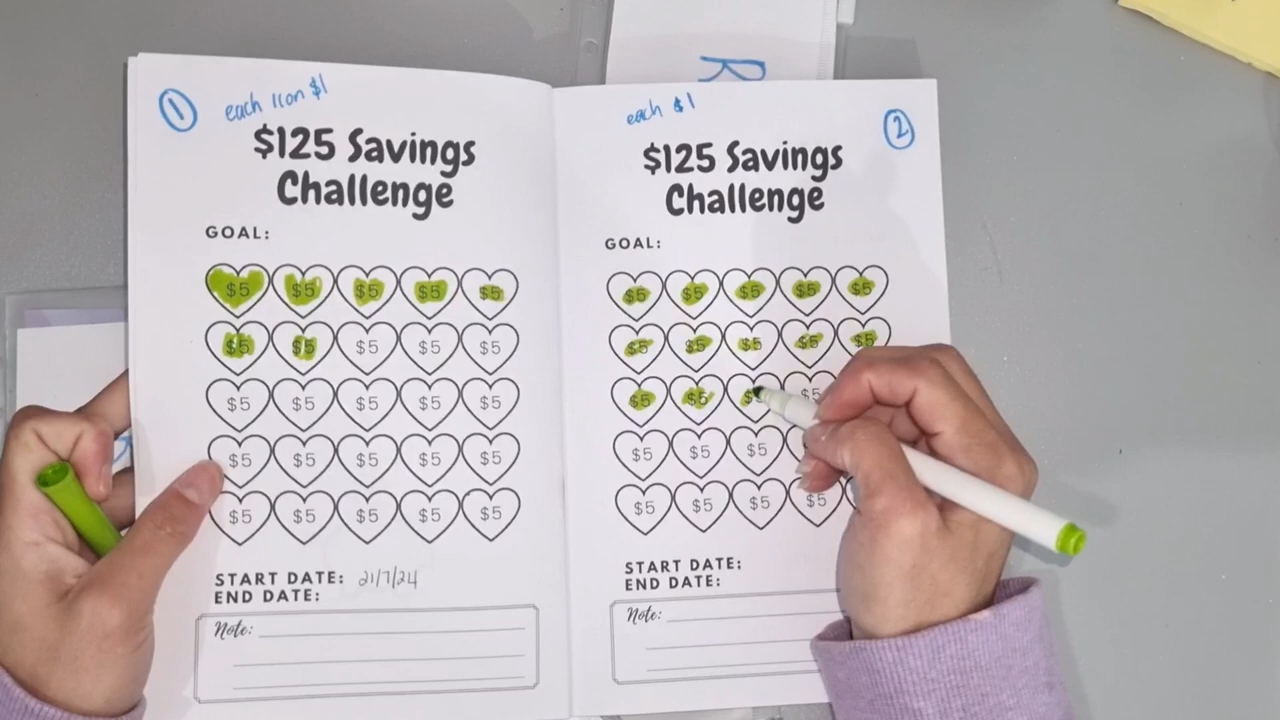 R
① each icon $1
$125 Savings
Challenge
GOAL:
$5 $5 $5 $5 $5
$5 $5 $5 $5 $5
$5 $5 $5 $5 $5
$5 $5 $5 $5 $5
$5 $5 $5 $5 $5
START DATE: 21/7/24
END DATE:
Note:
each $1
②
$125 Savings
Challenge
GOAL:
$5 $5 $5 $5 $5
$5 $5 $5 $5 $5
$5 $5 $5 $5
$5 $5 $5
$5 $5 $5 $5
START DATE:
END DATE:
Note: